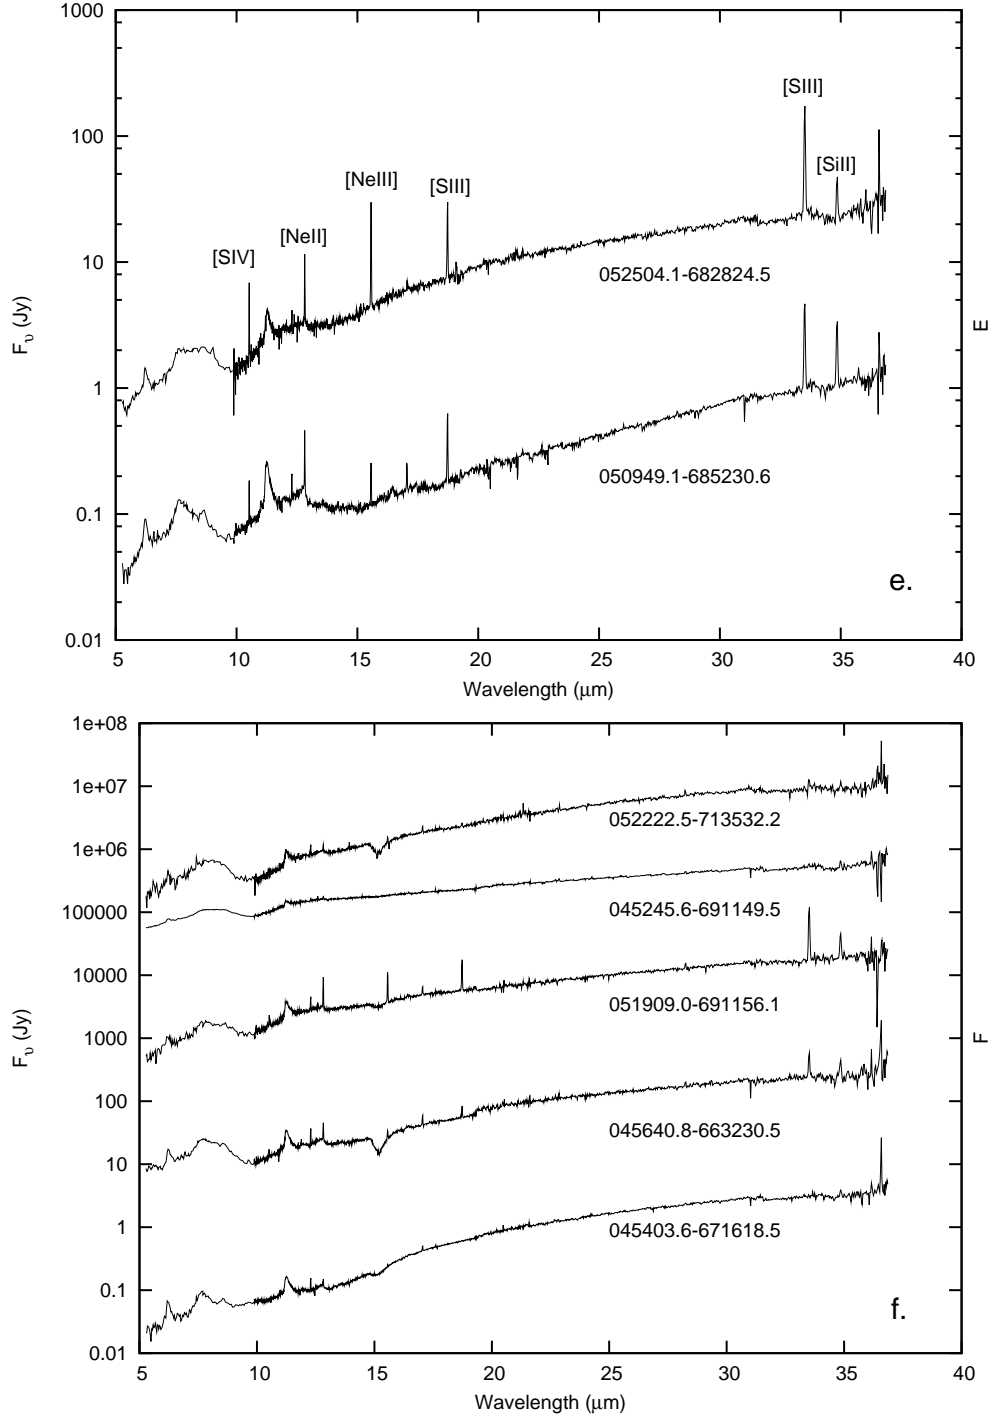 1000
100
10
1
0.1
0.01
F υ (Jy)
[SIV]
[NeII]
[NeIII]
[SIII]
[SIII]
[SiII]
052504.1-682824.5
050949.1-685230.6
e.
E
5 10 15 20 25 30 35 40
Wavelength (μm)
1e+08
1e+07
1e+06
100000
10000
1000
100
10
1
0.1
0.01
F υ (Jy)
052222.5-713532.2
045245.6-691149.5
051909.0-691156.1
045640.8-663230.5
045403.6-671618.5
f.
F
5 10 15 20 25 30 35 40
Wavelength (μm)